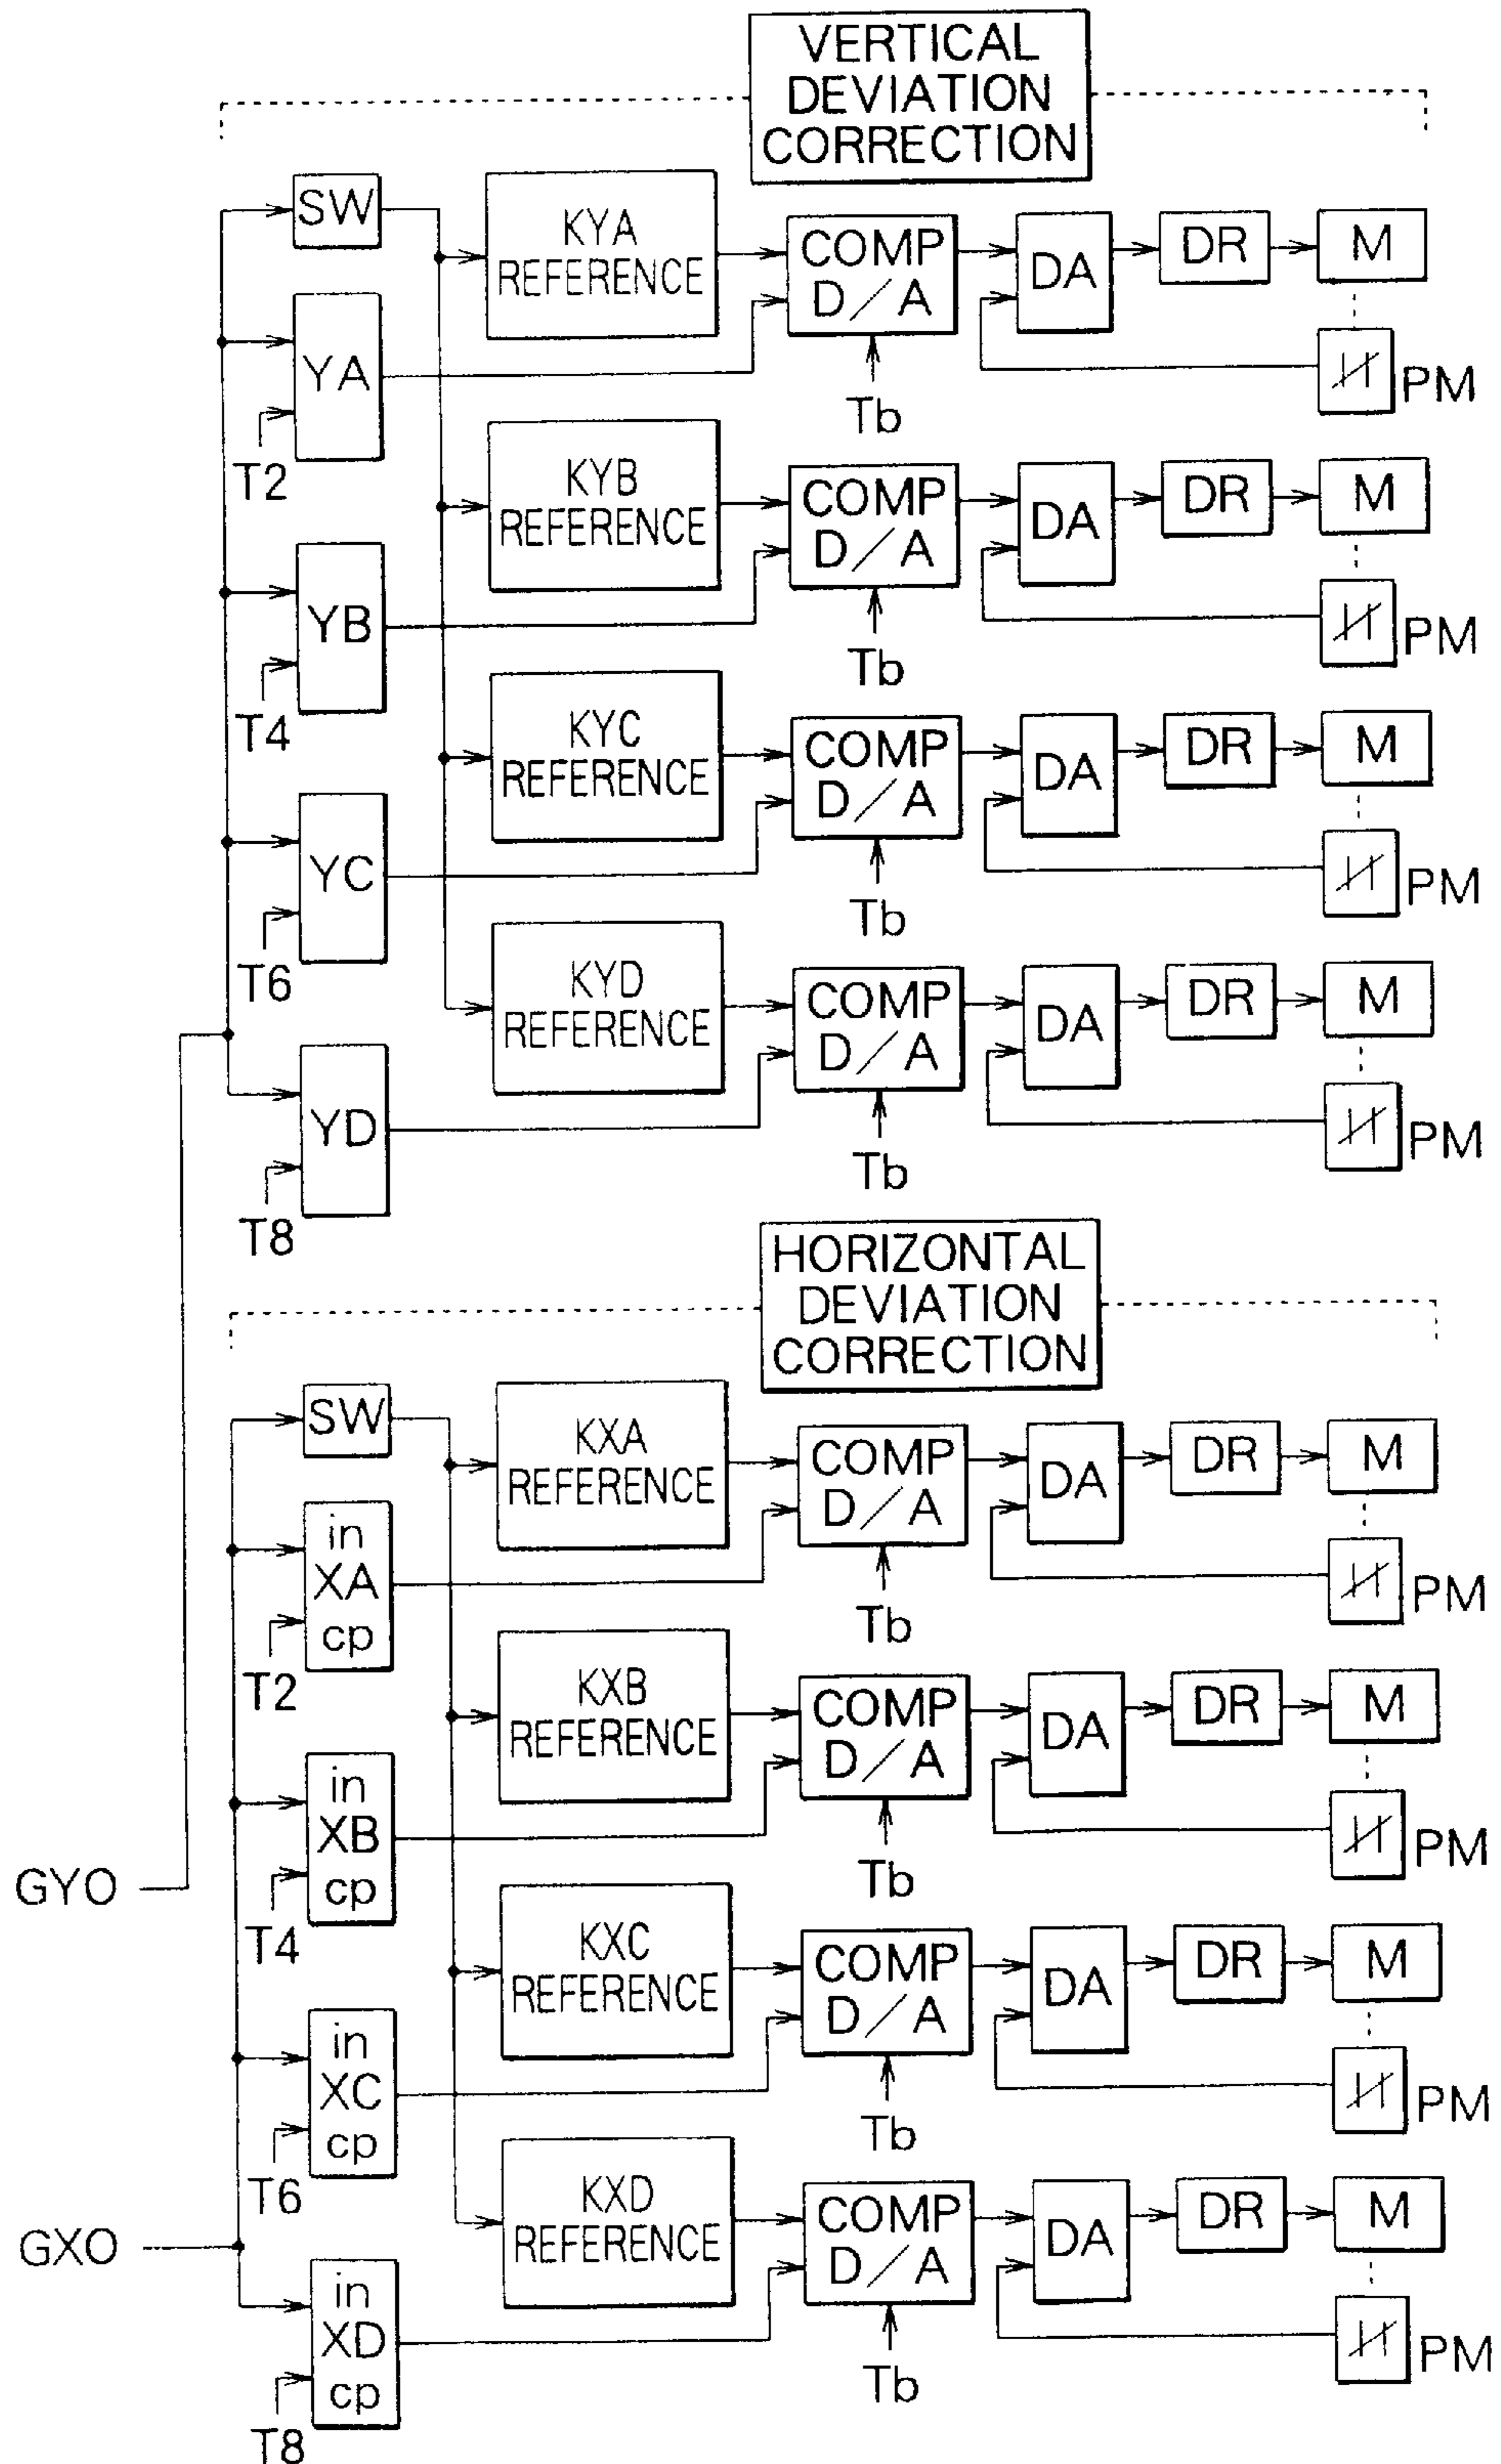 VERTICAL
DEVIATION
CORRECTION
SW
KYA
REFERENCE
COMP
D/A
DA
DR
M
YA
T2
Tb
PM
KYB
REFERENCE
COMP
D/A
DA
DR
M
YB
T4
Tb
PM
KYC
REFERENCE
COMP
D/A
DA
DR
M
YC
T6
Tb
PM
KYD
REFERENCE
COMP
D/A
DA
DR
M
YD
T8
Tb
PM
HORIZONTAL
DEVIATION
CORRECTION
SW
KXA
REFERENCE
COMP
D/A
DA
DR
M
in
XA
cp
T2
Tb
PM
KXB
REFERENCE
COMP
D/A
DA
DR
M
in
XB
cp
T4
Tb
PM
GYO
KXC
REFERENCE
COMP
D/A
DA
DR
M
in
XC
cp
T6
Tb
PM
KXD
REFERENCE
COMP
D/A
DA
DR
M
GXO
in
XD
cp
T8
Tb
PM